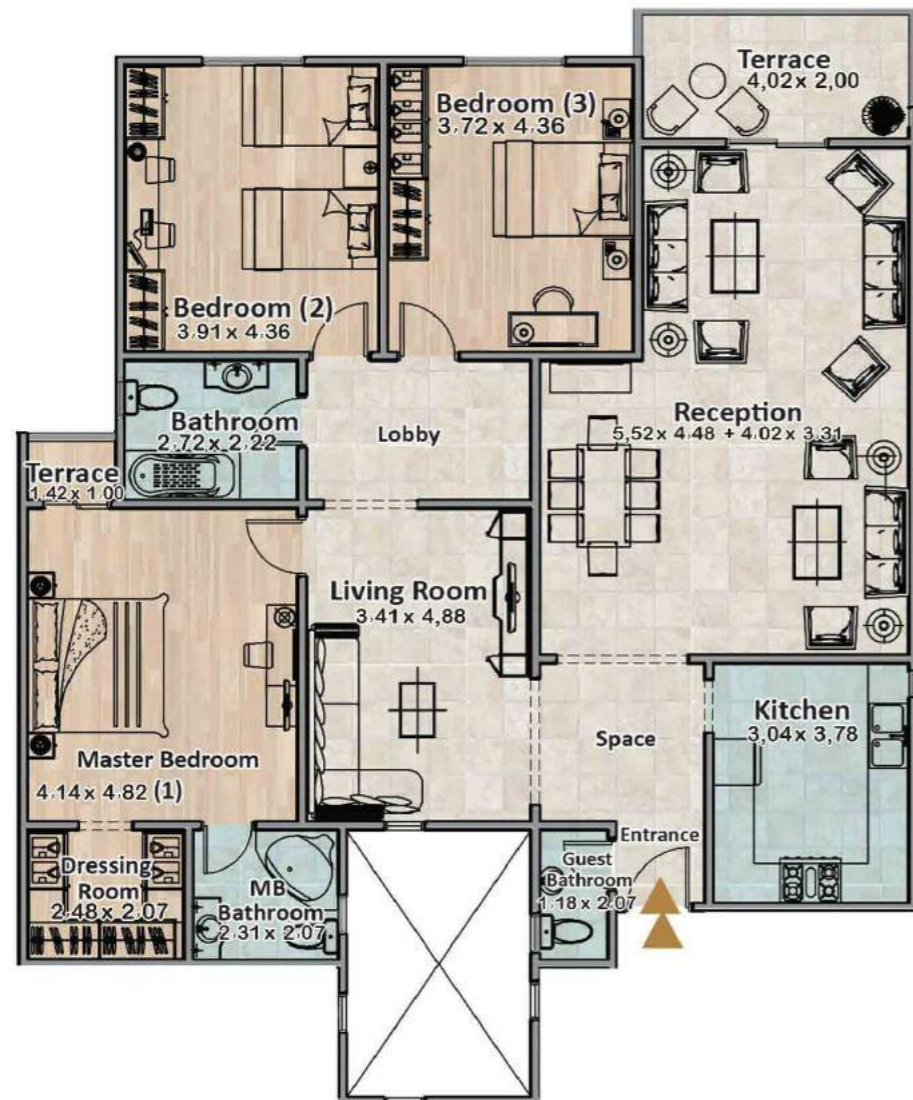 Terrace
4,02 x 2,00
Bedroom (3)
3.72 x 4.36
Bedroom (2)
3.91 x 4.36
Bathroom
2.72 x 2.22
Lobby
Reception
5,52 x 4.48 + 4.02 x 3.31
Terrace
1.42 x 1.00
Living Room
3.41 x 4,88
Master Bedroom
4.14 x 4.82 (1)
Space
Kitchen
3,04 x 3,78
Entrance
Dressing
Room
2.48 x 2.07
MB
Bathroom
2.31 x 2.07
Guest
Bathroom
1.18 x 2.07